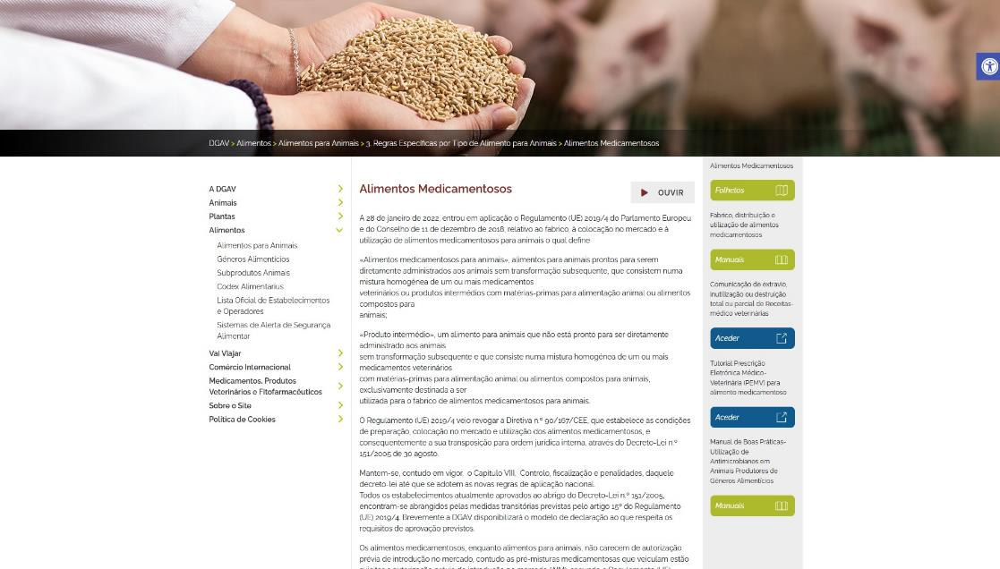 DGAV > Alimentos > Alimentos para Animais > 3. Regras Específicas por Tipo de Alimento para Animais > Alimentos Medicamentosos
A DGAV
Animais
Plantas
Alimentos
Alimentos para Animais
Géneros Alimentícios
Subprodutos Animais
Codex Alimentarius
Lista Oficial de Estabelecimentos
e Operadores
Sistemas de Alerta de Segurança
Alimentar
Vai Viajar
Comércio Internacional
Medicamentos, Produtos
Veterinários e Fitofarmacêuticos
Sobre o Site
Política de Cookies
Alimentos Medicamentosos
OUVIR
A 28 de janeiro de 2022, entrou em aplicação o Regulamento (UE) 2019/4 do Parlamento Europeu
e do Conselho de 11 de dezembro de 2018, relativo ao fabrico, à colocação no mercado e à
utilização de alimentos medicamentosos para animais o qual define
«Alimentos medicamentosos para animais», alimentos para animais prontos para serem
diretamente administrados aos animais sem transformação subsequente, que consistem numa
mistura homogénea de um ou mais medicamentos
veterinários ou produtos intermédios com matérias-primas para alimentação animal ou alimentos
compostos para
animais;
«Produto intermédio», um alimento para animais que não está pronto para ser diretamente
administrado aos animais
sem transformação subsequente e que consiste numa mistura homogénea de um ou mais
medicamentos veterinários
com matérias-primas para alimentação animal ou alimentos compostos para animais,
exclusivamente destinada a ser
utilizada para o fabrico de alimentos medicamentosos para animais.
O Regulamento (UE) 2019/4 veio revogar a Diretiva n.º 90/167/CEE, que estabelece as condições
de preparação, colocação no mercado e utilização dos alimentos medicamentosos, e
consequentemente a sua transposição para ordem jurídica interna, através do Decreto-Lei n.º
151/2005 de 30 agosto.
Mantem-se, contudo em vigor, o Capítulo VIII, Controlo, fiscalização e penalidades, daquele
decreto-lei até que se adotem as novas regras de aplicação nacional.
Todos os estabelecimentos atualmente aprovados ao abrigo do Decreto-Lei n.º 151/2005,
encontram-se abrangidos pelas medidas transitórias previstas pelo artigo 15º do Regulamento
(UE) 2019/4. Brevemente a DGAV disponibilizará o modelo de declaração ao que respeita os
requisitos de aprovação previstos.
Os alimentos medicamentosos, enquanto alimentos para animais, não carecem de autorização
prévia de introdução no mercado, contudo as pré-misturas medicamentosas que veiculam estão
Alimentos Medicamentosos
Folhetos
Fabrico, distribuição e
utilização de alimentos
medicamentosos
Manuais
Comunicação de extravio,
inutilização ou destruição
total ou parcial de Receitas-
médico veterinárias
Aceder
Tutorial Prescrição
Eletrónica Médico-
Veterinária (PEMV) para
alimento medicamentoso
Aceder
Manual de Boas Práticas-
Utilização de
Antimicrobianos em
Animais Produtores de
Géneros Alimentícios
Manuais